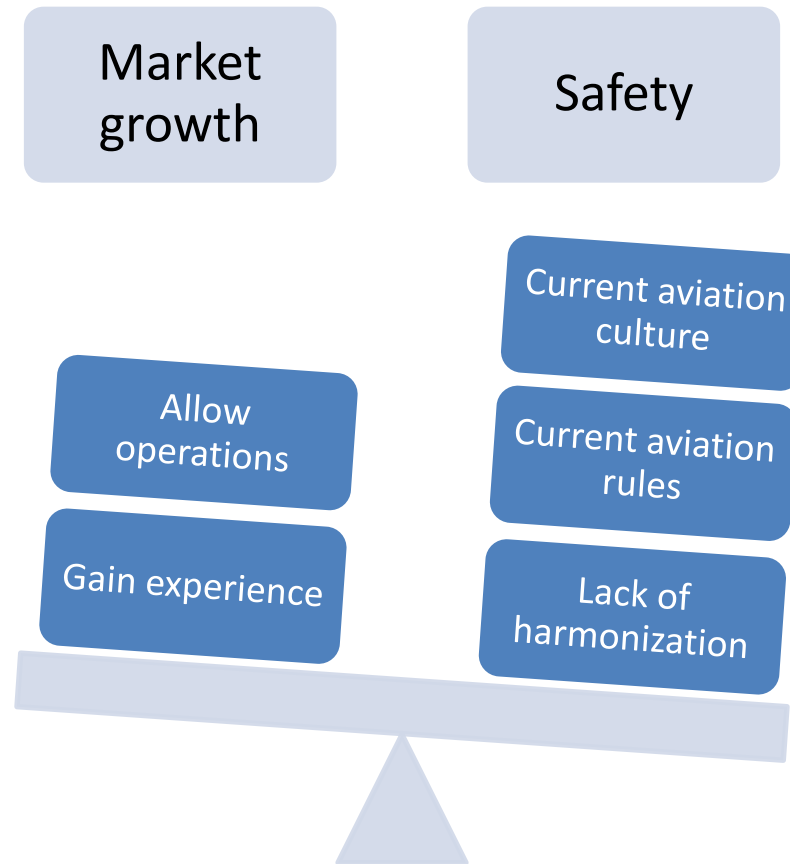 Market
growth
Safety
Current aviation
culture
Allow
operations
Current aviation
rules
Gain experience
Lack of
harmonization